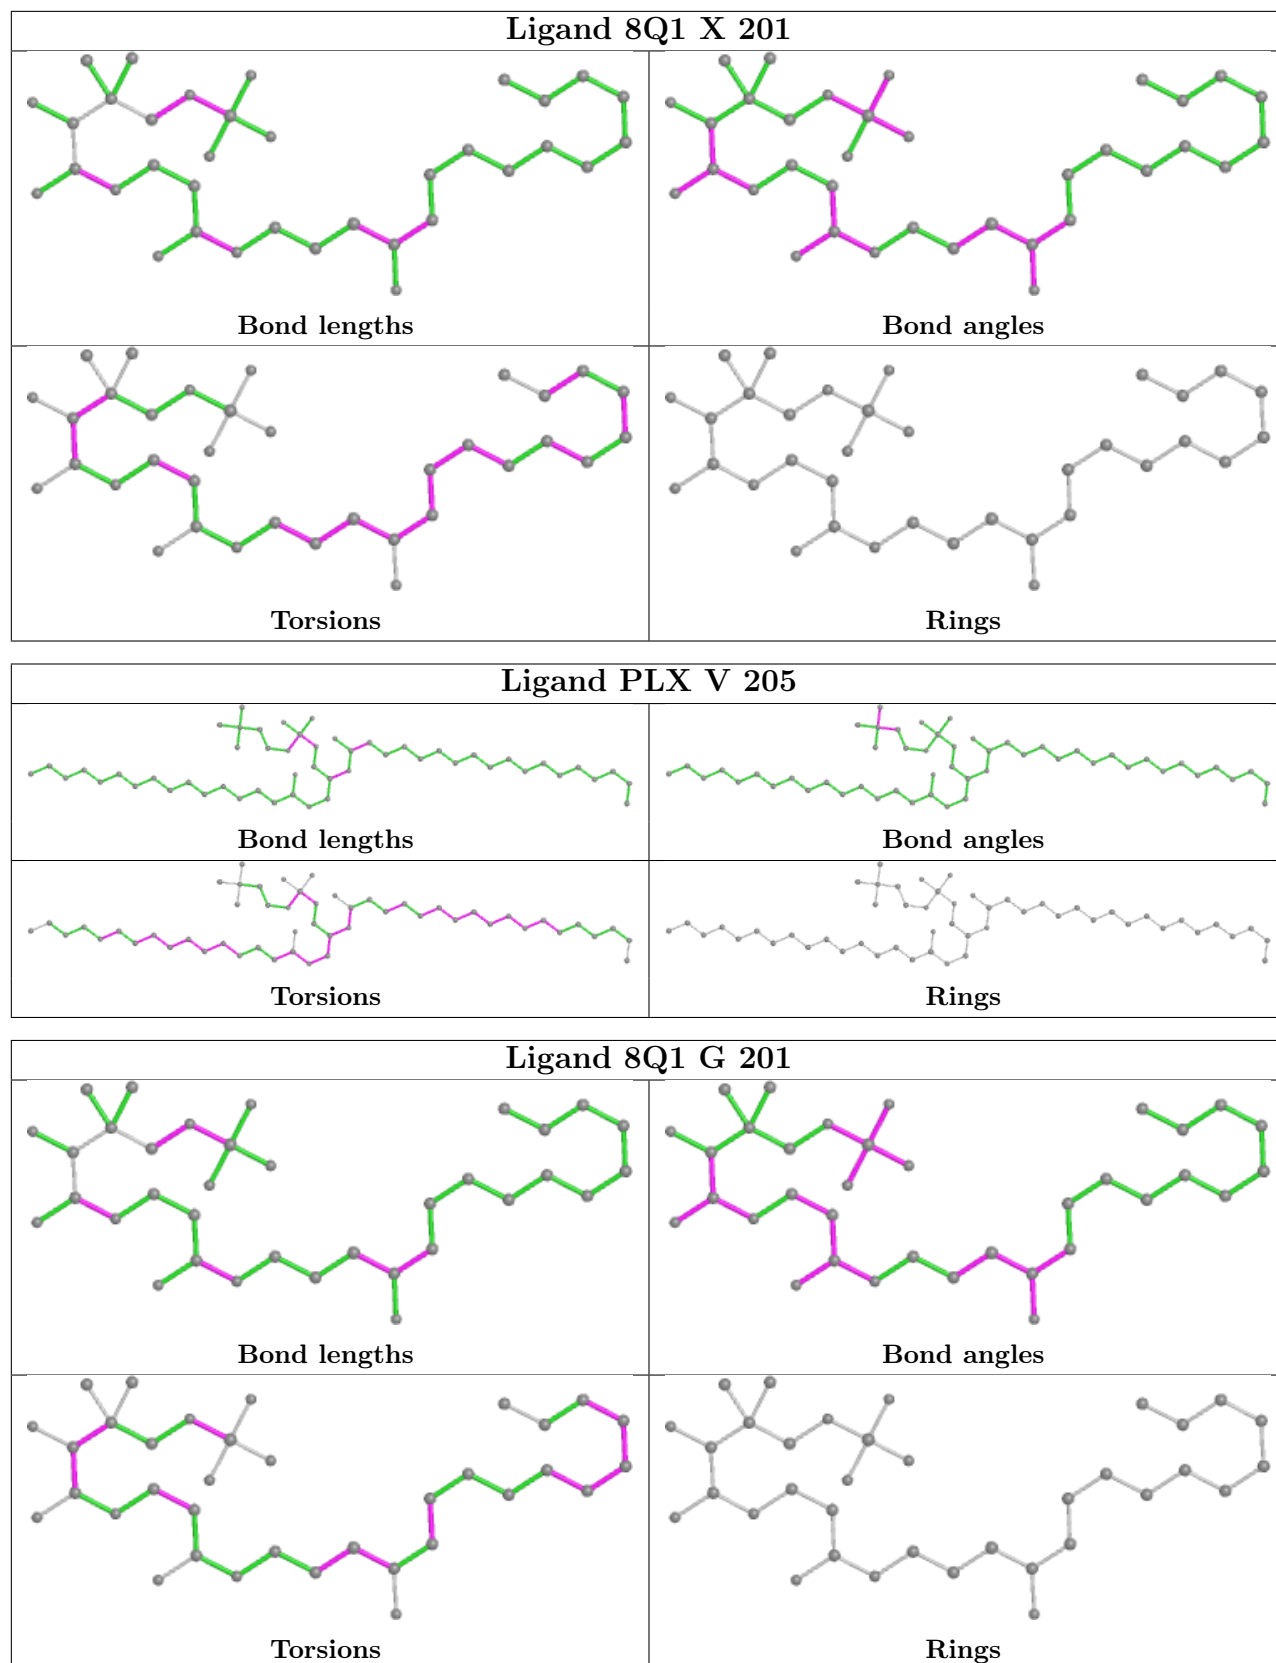 Ligand 8Q1 X 201
Bond lengths
Bond angles
Torsions
Rings
Ligand PLX V 205
Bond lengths
Bond angles
Torsions
Rings
Ligand 8Q1 G 201
Bond lengths
Bond angles
Torsions
Rings